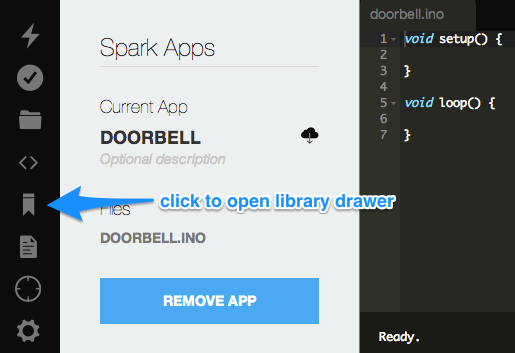 Spark Apps
Current App
DOORBELL
Optional description
click to open library drawer
Files
DOORBELL.INO
REMOVE APP
doorbell.ino
1 void setup() {
2
3 }
4
5 void loop() {
6
7 }
Ready.